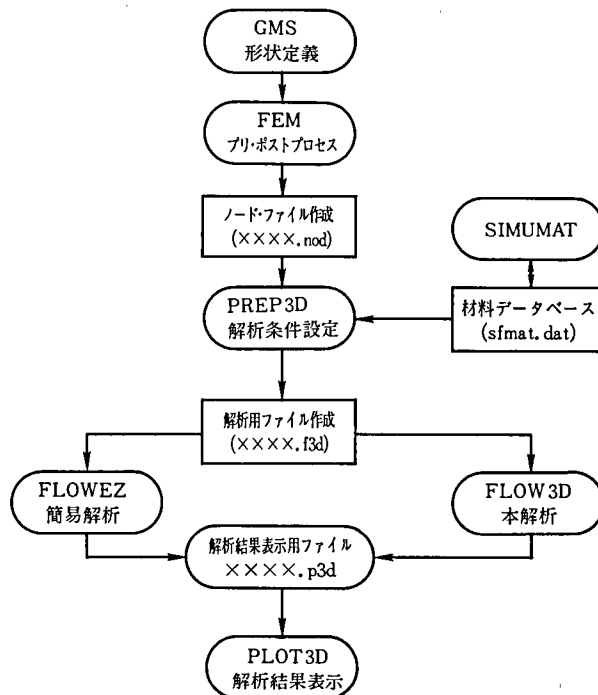 GMS
形状定義
FEM
プリ・ポストプロセス
ノード・ファイル作成
(××××.nod)
SIMUMAT
PREP3D
解析条件設定
材料データベース
(sfmat.dat)
解析用ファイル作成
(××××.f3d)
FLOWEZ
簡易解析
FLOW3D
本解析
解析結果表示用ファイル
××××.p3d
PLOT3D
解析結果表示